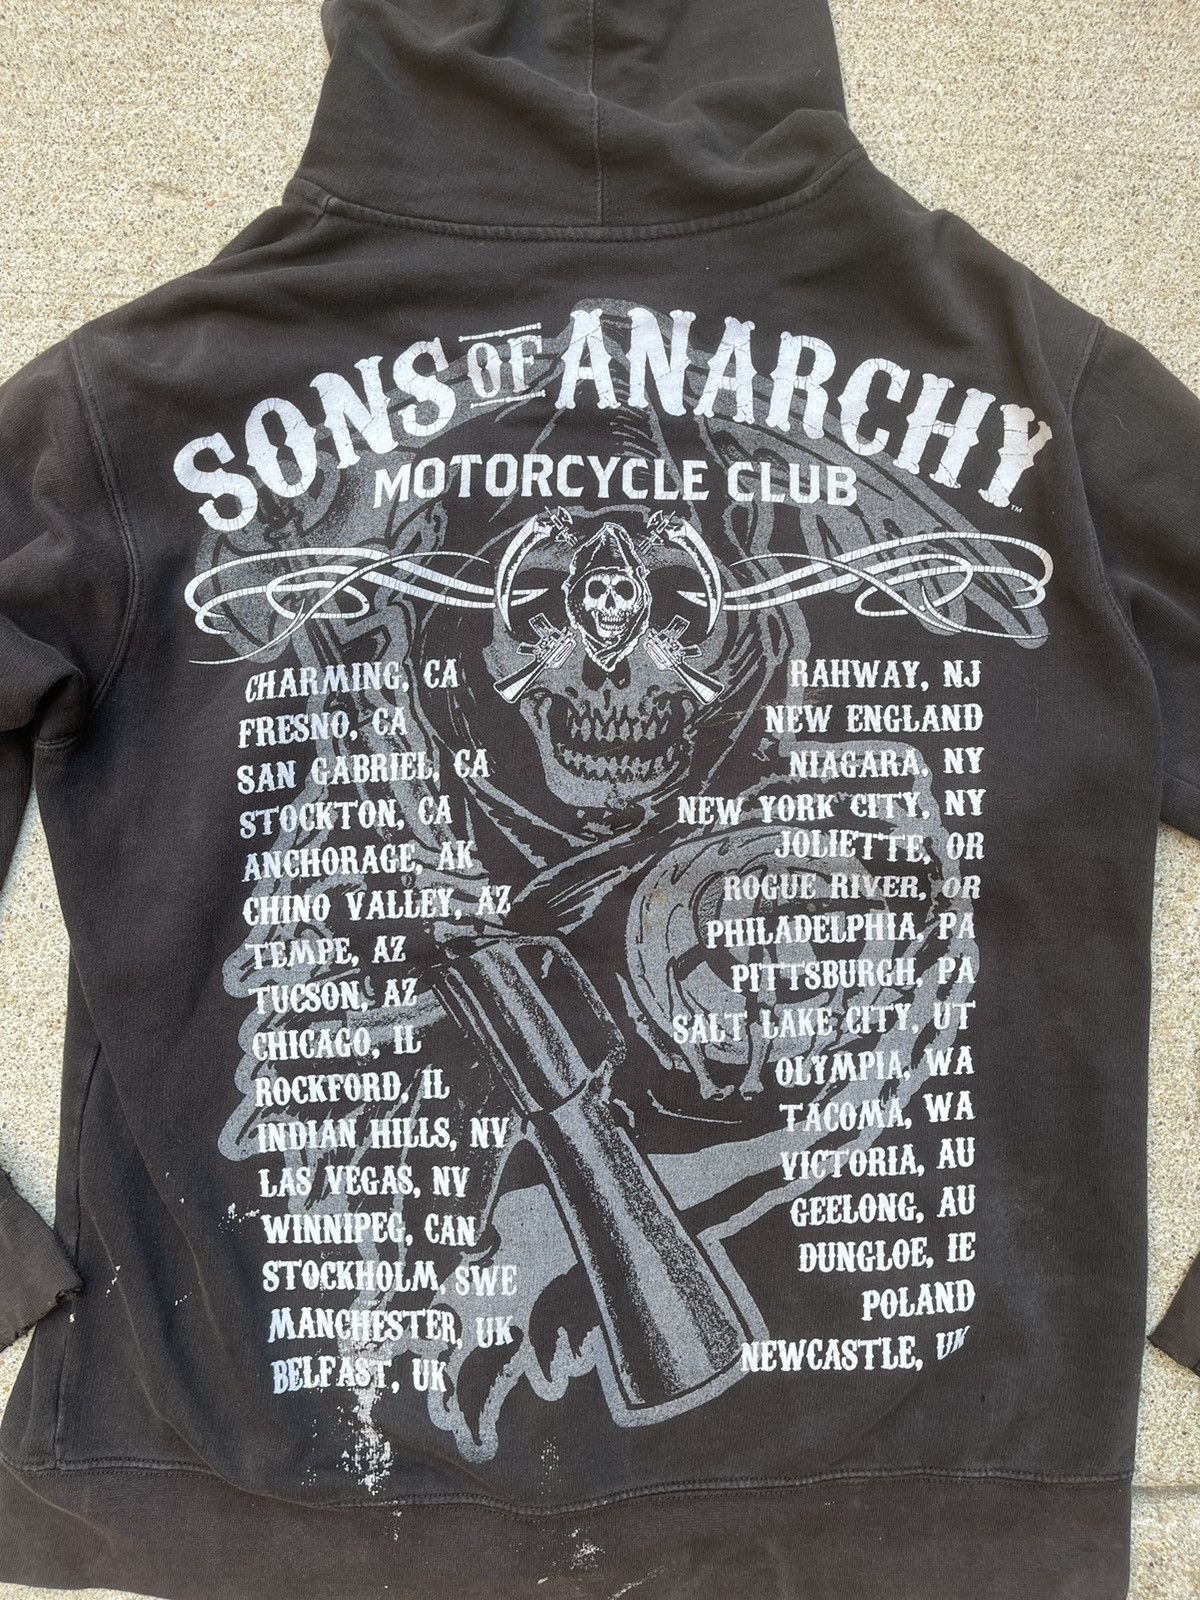 SONS OF ANARCHY™
MOTORCYCLE CLUB
CHARMING, CA
FRESNO, CA
SAN GABRIEL, CA
STOCKTON, CA
ANCHORAGE, AK
CHINO VALLEY, AZ
TEMPE, AZ
TUCSON, AZ
CHICAGO, IL
ROCKFORD, IL
INDIAN HILLS, NV
LAS VEGAS, NV
WINNIPEG, CAN
STOCKHOLM, SWE
MANCHESTER, UK
BELFAST, UK
RAHWAY, NJ
NEW ENGLAND
NIAGARA, NY
NEW YORK CITY, NY
JOLIETTE, OR
ROGUE RIVER, OR
PHILADELPHIA, PA
PITTSBURGH, PA
SALT LAKE CITY, UT
OLYMPIA, WA
TACOMA, WA
VICTORIA, AU
GEELONG, AU
DUNGLOE, IE
POLAND
NEWCASTLE, UK